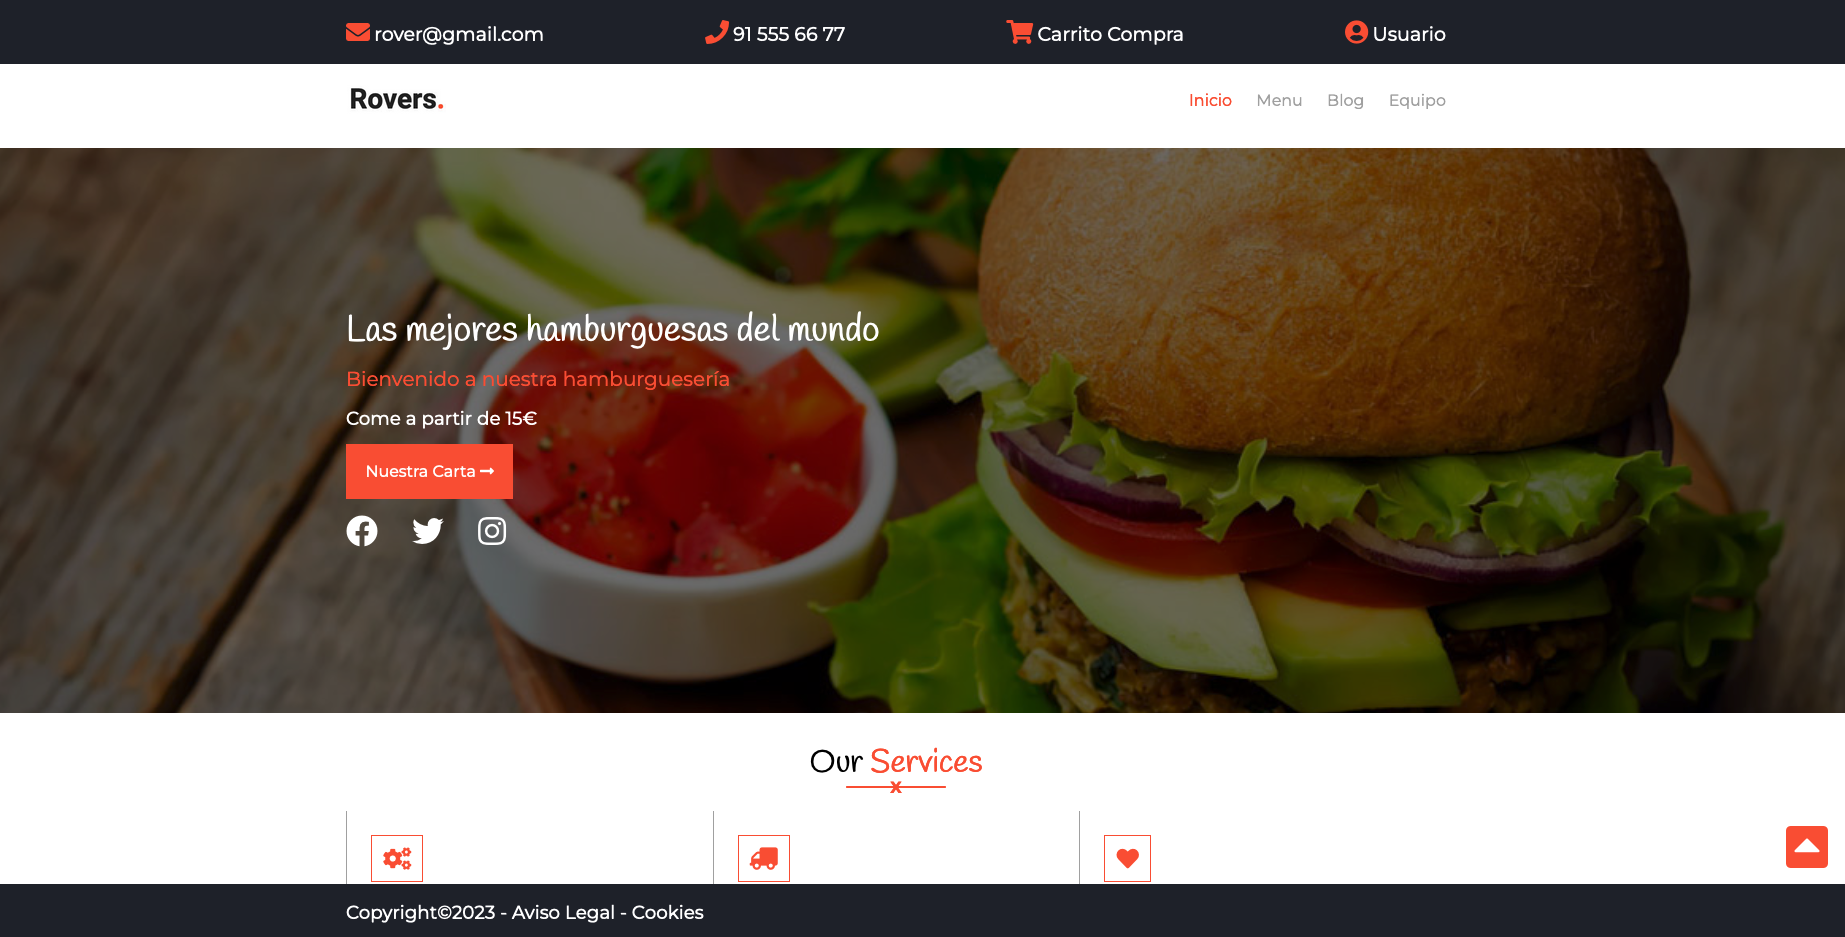 rover@gmail.com
91 555 66 77
Carrito Compra
Usuario
Rovers.
Inicio
Menu
Blog
Equipo
Las mejores hamburguesas del mundo
Bienvenido a nuestra hamburguesería
Come a partir de 15€
Nuestra Carta
Our Services
Copyright©2023 - Aviso Legal - Cookies